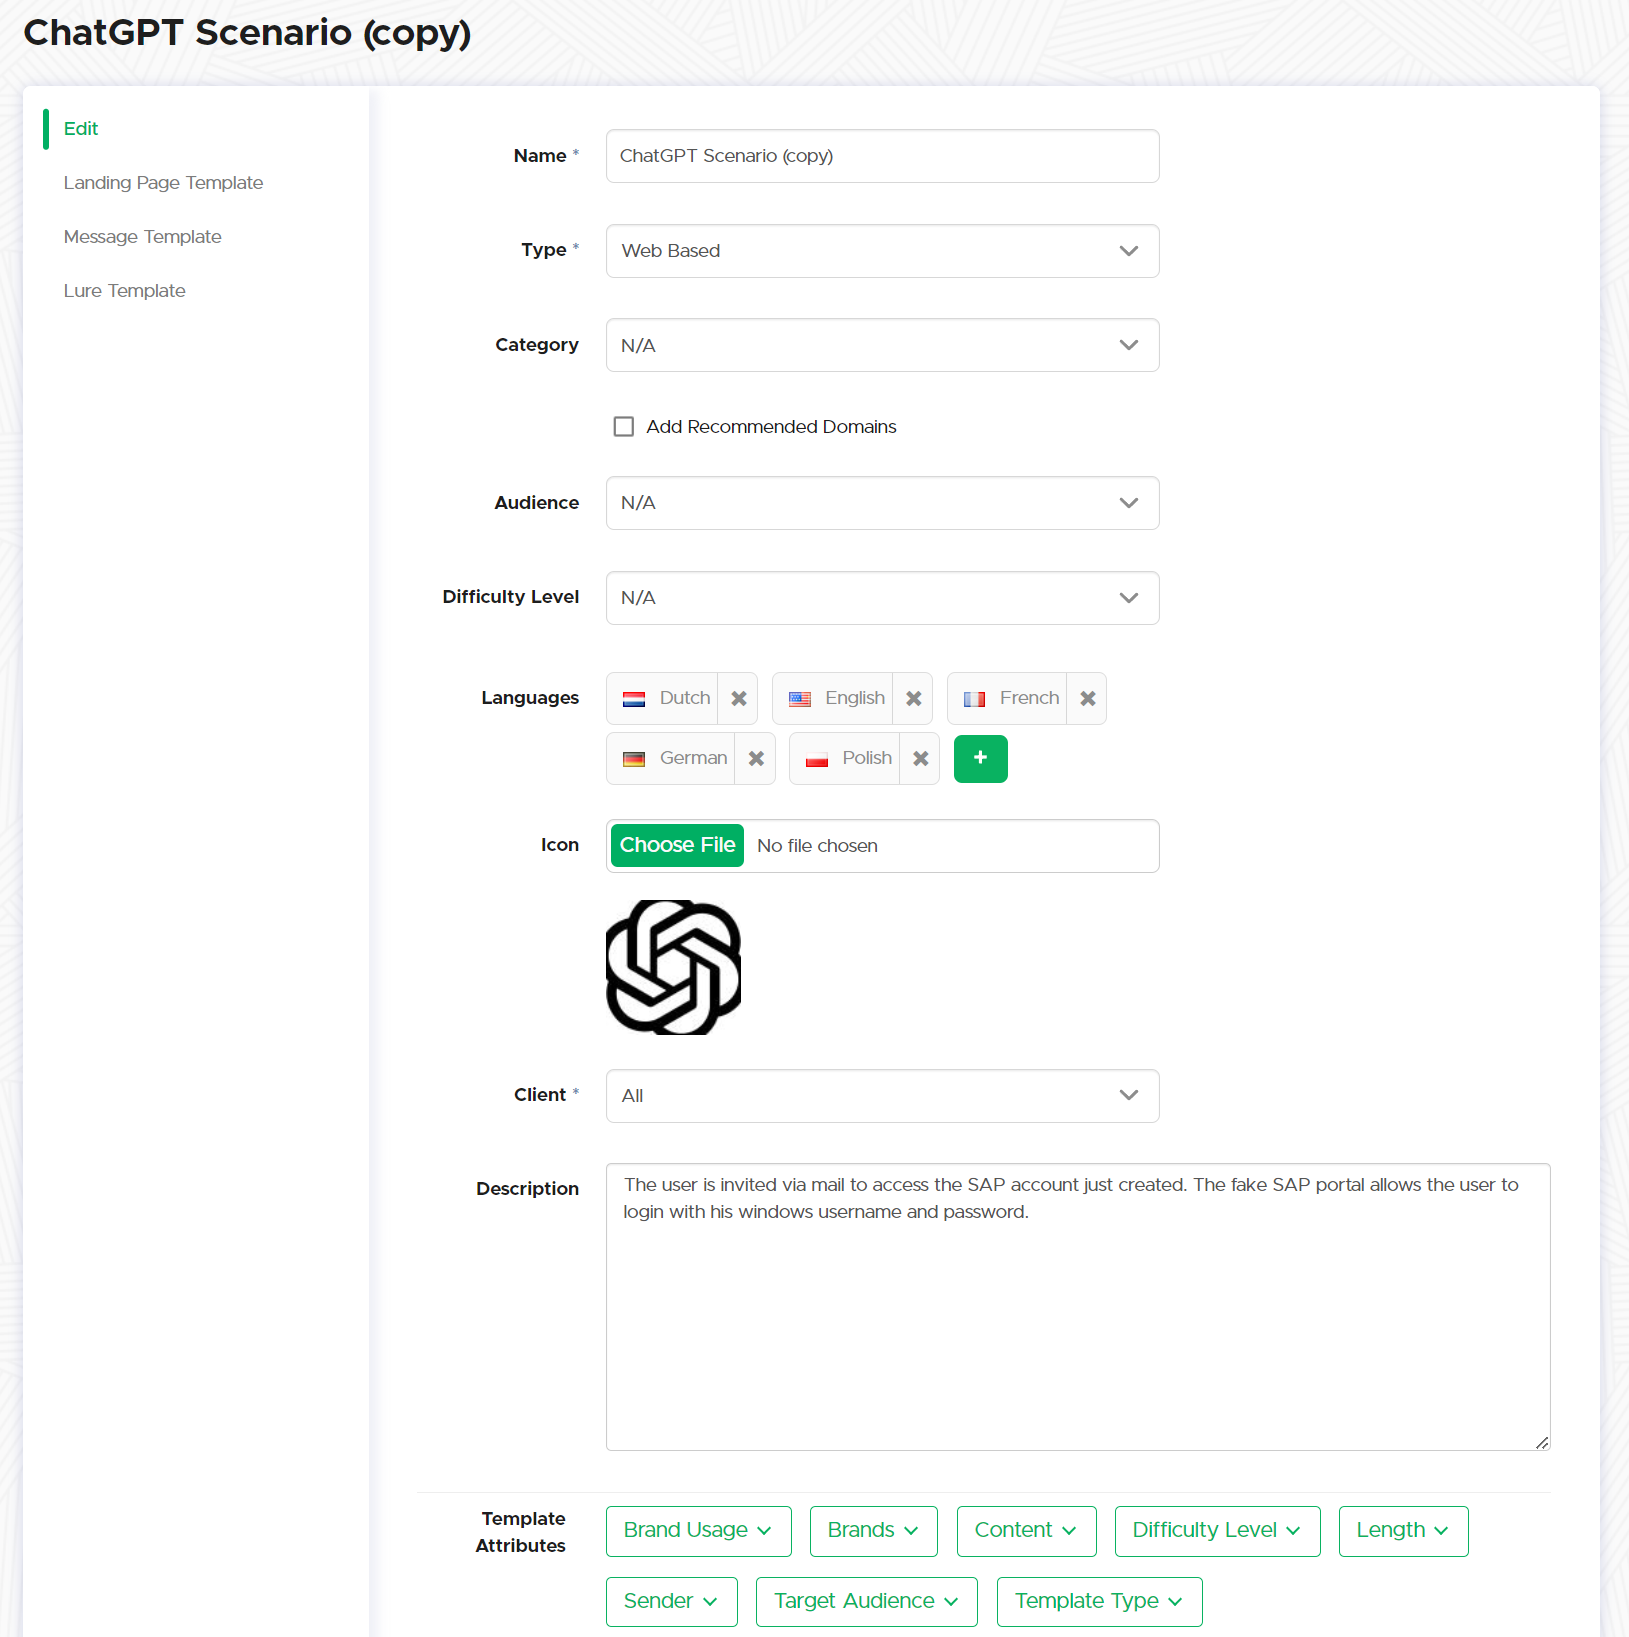 ChatGPT Scenario (copy)
Edit
Landing Page Template
Message Template
Lure Template
Name *
ChatGPT Scenario (copy)
Type *
Web Based
Category
N/A
Add Recommended Domains
Audience
N/A
Difficulty Level
N/A
Languages
Dutch
English
French
German
Polish
+
Icon
Choose File
No file chosen
Client *
All
Description
The user is invited via mail to access the SAP account just created. The fake SAP portal allows the user to
login with his windows username and password.
Template
Attributes
Brand Usage
Brands
Content
Difficulty Level
Length
Sender
Target Audience
Template Type